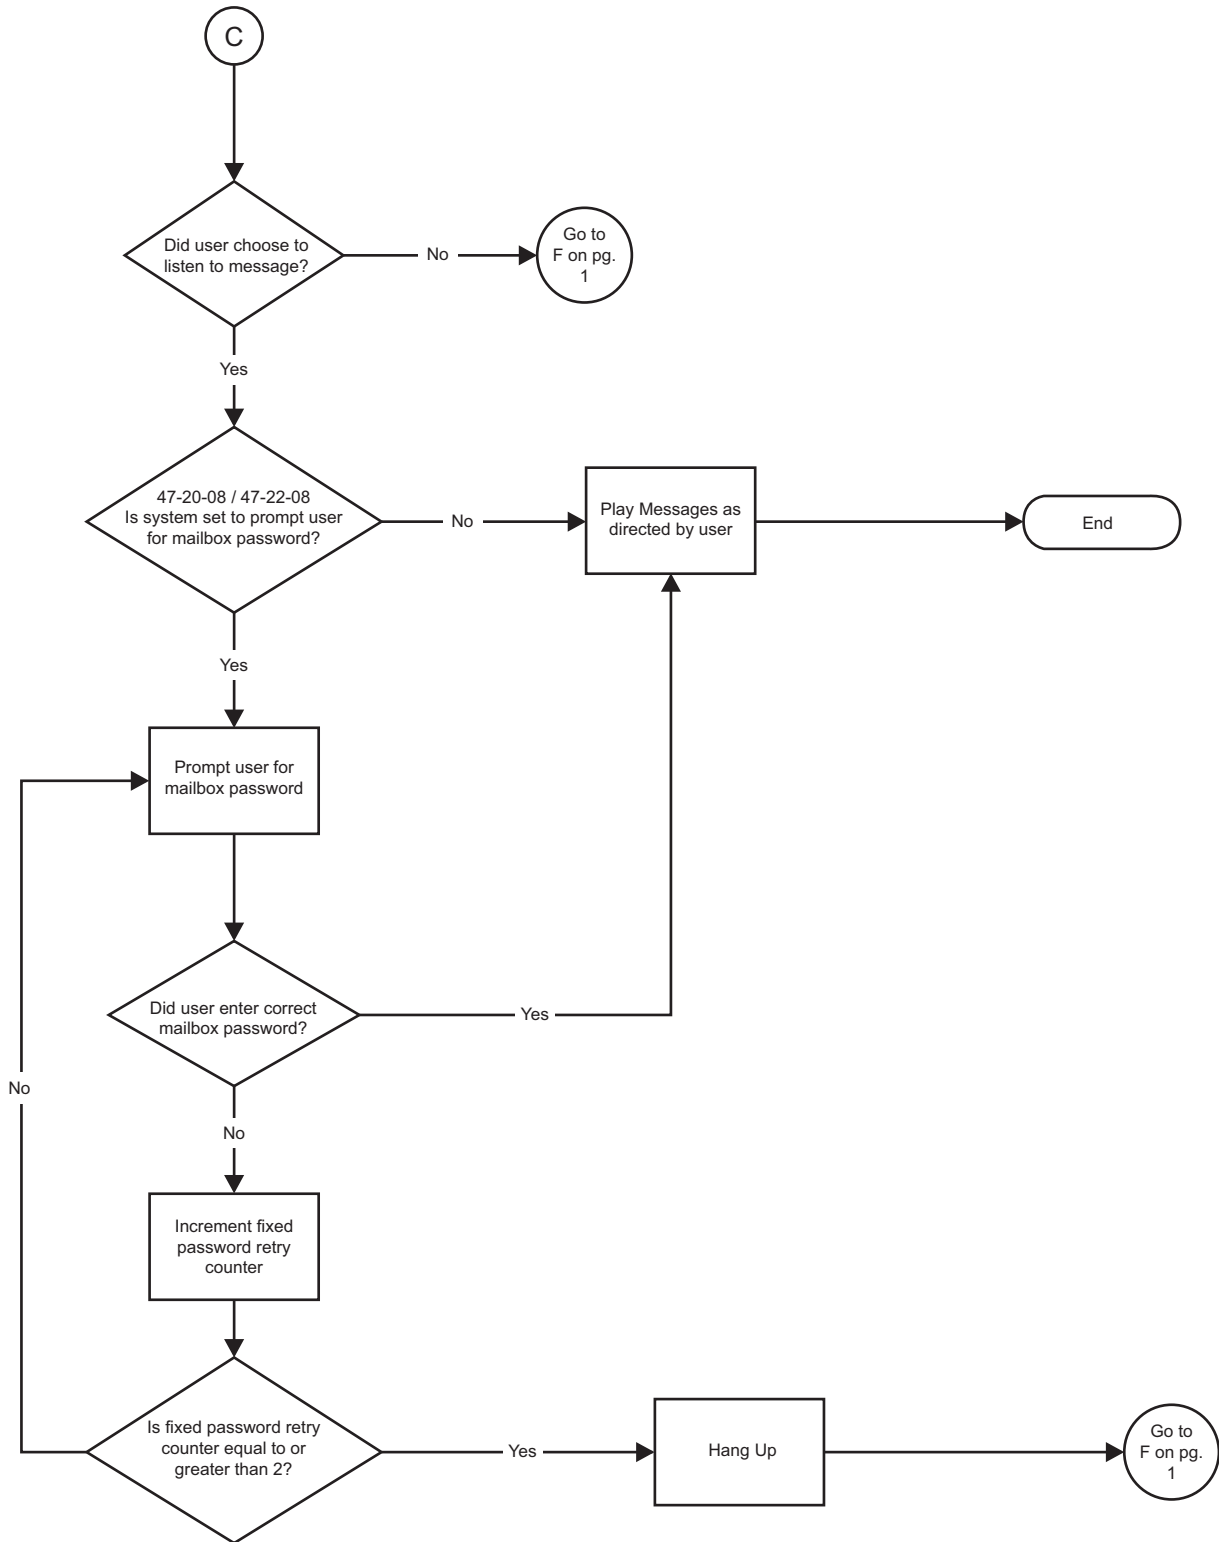 C
Did user choose to
listen to message?
No
Go to
F on pg.
1
Yes
47-20-08 / 47-22-08
Is system set to prompt user
for mailbox password?
No
Play Messages as
directed by user
End
Yes
Prompt user for
mailbox password
Did user enter correct
mailbox password?
Yes
No
No
Increment fixed
password retry
counter
Is fixed password retry
counter equal to or
greater than 2?
Yes
Hang Up
Go to
F on pg.
1